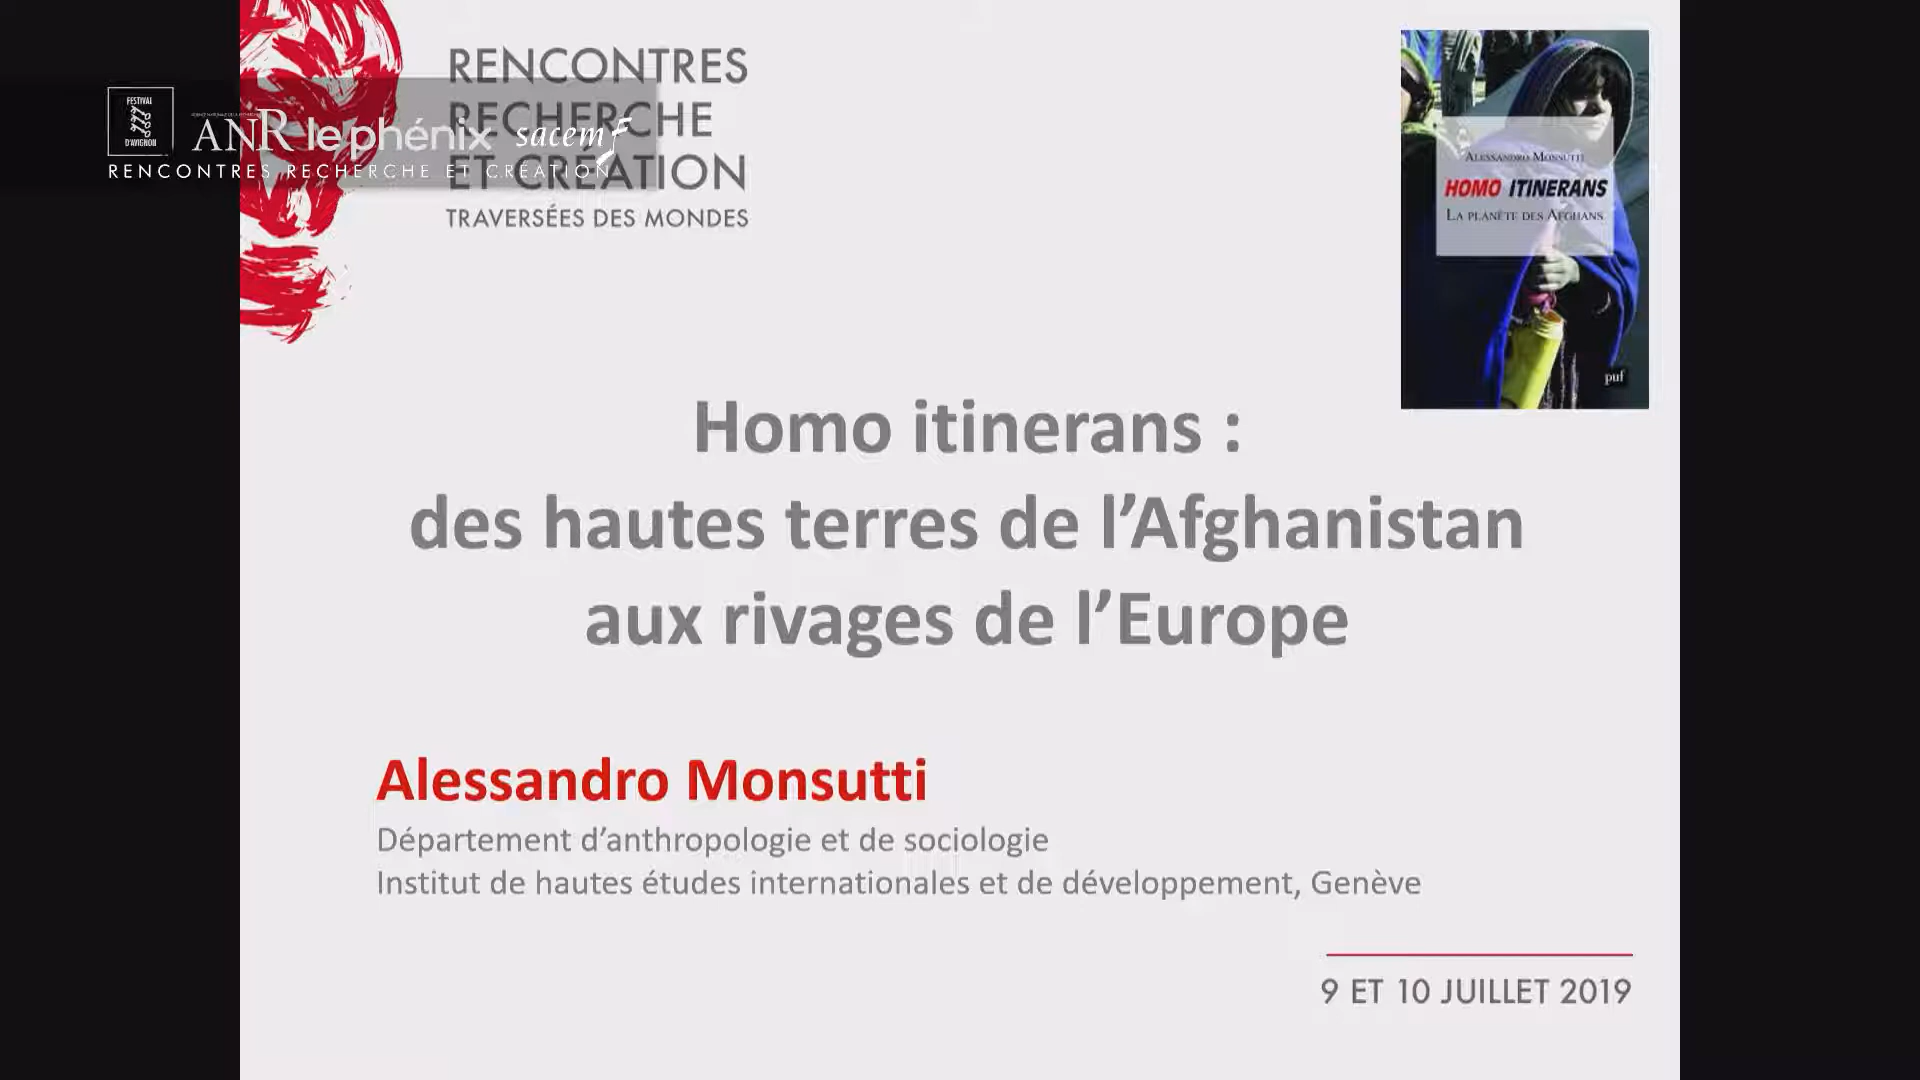 RENCONTRES
RECHERCHE
ET CRÉATION
TRAVERSÉES DES MONDES
FESTIVAL
D'AVIGNON
ANR le phénix sacem
RENCONTRES RECHERCHE ET CRÉATION
ALESSANDRO MONSUTTI
HOMO ITINERANS
LA PLANÈTE DES AFGHANS
puf
Homo itinerans :
des hautes terres de l’Afghanistan
aux rivages de l’Europe
Alessandro Monsutti
Département d’anthropologie et de sociologie
Institut de hautes études internationales et de développement, Genève
9 ET 10 JUILLET 2019